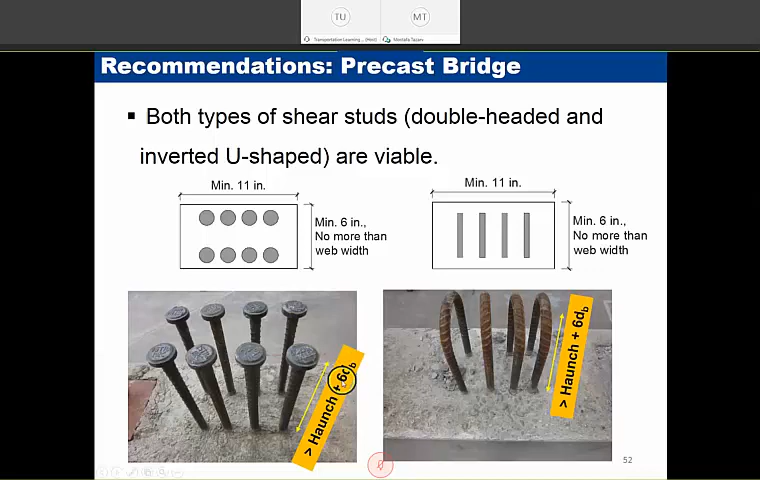 TU
MT
Transportation Learning ... (Host)
Mostafa Tazarv
Recommendations: Precast Bridge
▪ Both types of shear studs (double-headed and
inverted U-shaped) are viable.
Min. 11 in.
Min. 6 in.,
No more than
web width
Min. 11 in.
Min. 6 in.,
No more than
web width
> Haunch + 6db
> Haunch + 6db
52